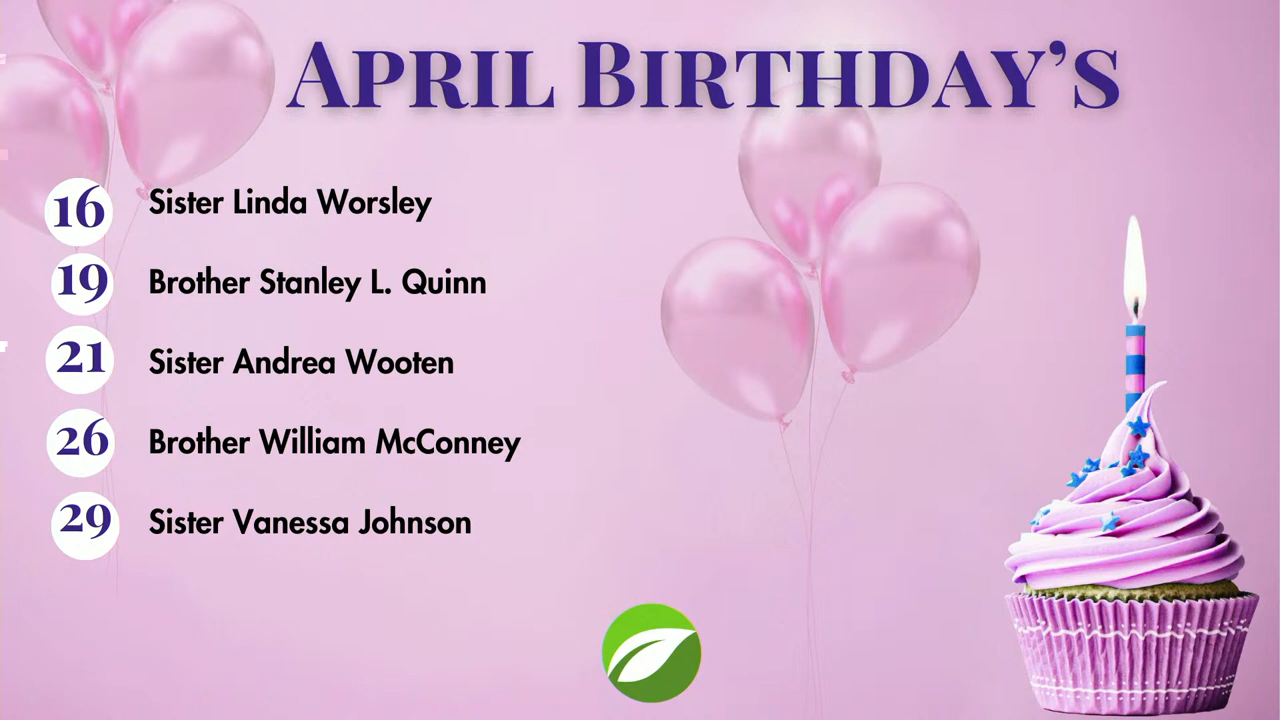 APRIL BIRTHDAY’S
16 Sister Linda Worsley
19 Brother Stanley L. Quinn
21 Sister Andrea Wooten
26 Brother William McConney
29 Sister Vanessa Johnson